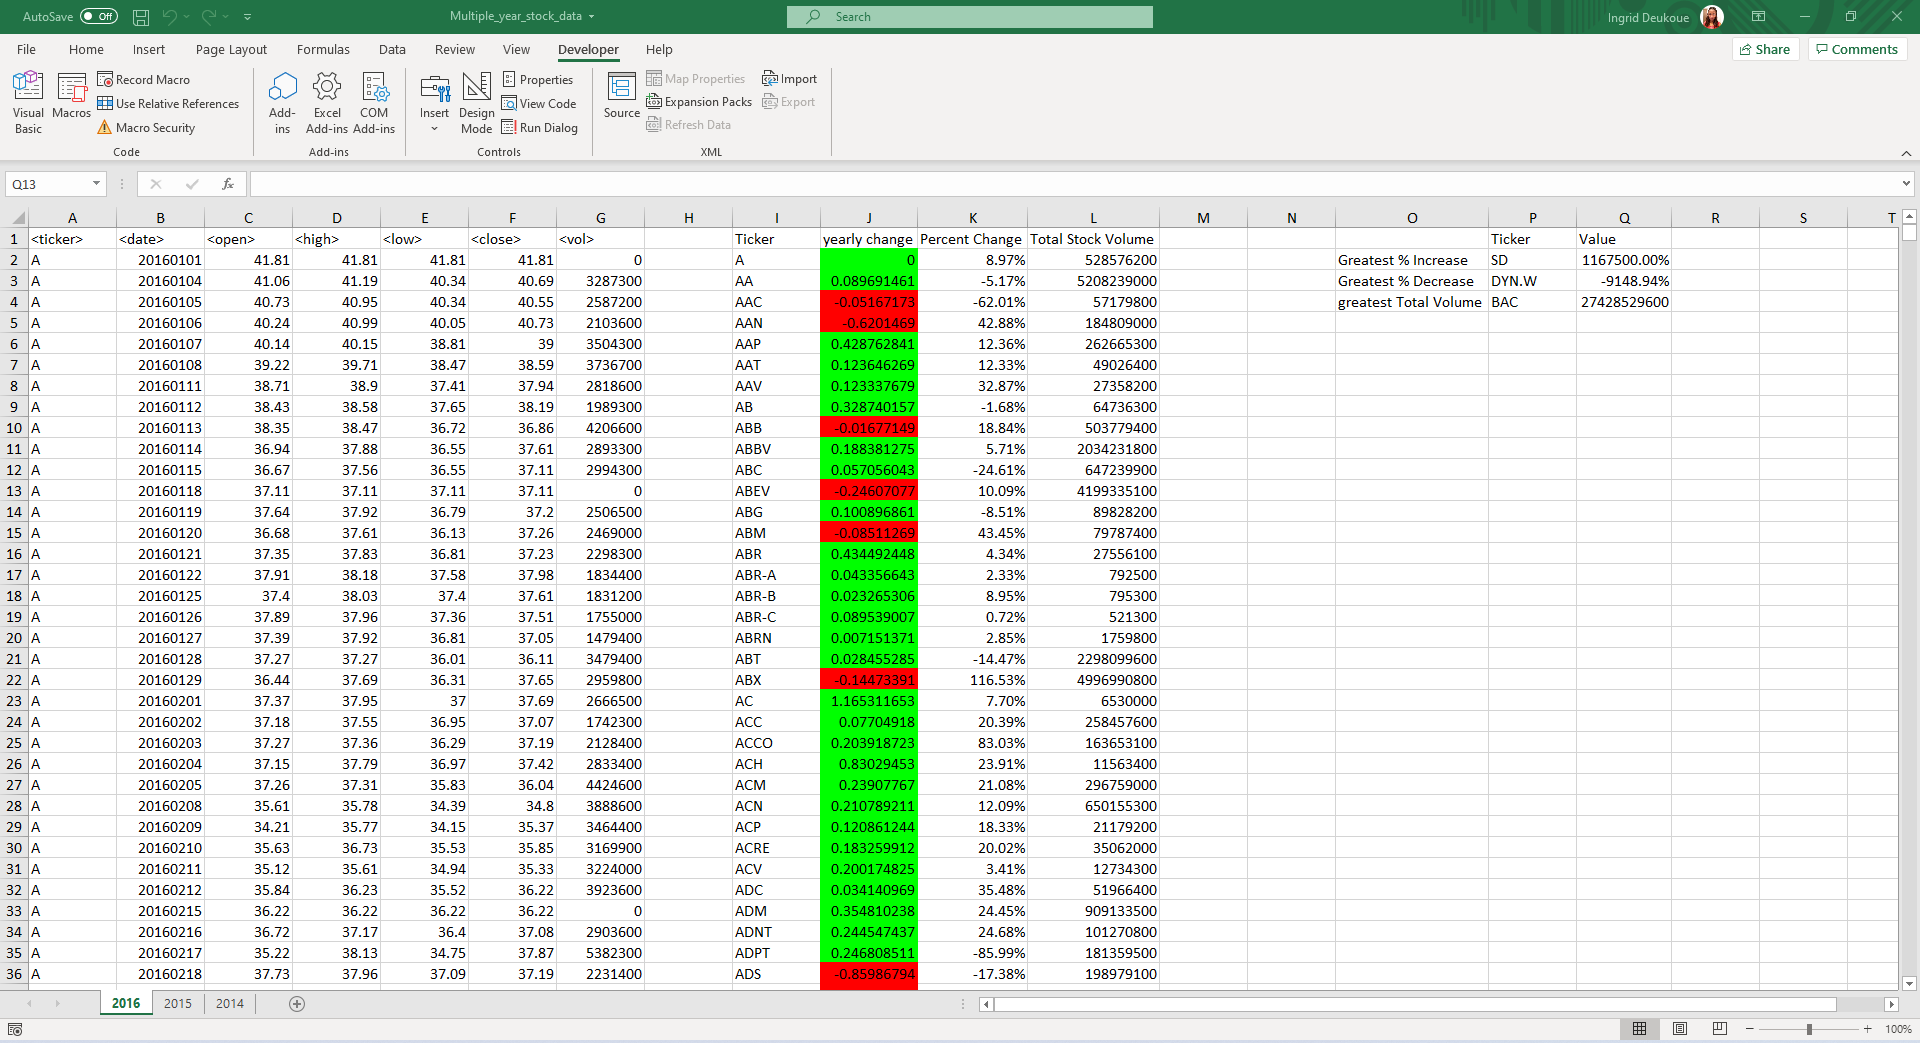 AutoSave Off Multiple_year_stock_data Search Ingrid Deukoue
File Home Insert Page Layout Formulas Data Review View Developer Help Share Comments
Visual Basic Macros Record Macro Use Relative References Macro Security Code
Add-ins Excel Add-ins COM Add-ins Add-ins
Insert Design Mode Properties View Code Run Dialog Controls
Source Map Properties Expansion Packs Refresh Data Import Export XML
Q13 fx
A B C D E F G H I J K L M N O P Q R S T
1 <ticker> <date> <open> <high> <low> <close> <vol> Ticker yearly change Percent Change Total Stock Volume Ticker Value
2 A 20160101 41.81 41.81 41.81 41.81 0 A 0 8.97% 528576200 Greatest % Increase SD 1167500.00%
3 A 20160104 41.06 41.19 40.34 40.69 3287300 AA 0.089691461 -5.17% 5208239000 Greatest % Decrease DYN.W -9148.94%
4 A 20160105 40.73 40.95 40.34 40.55 2587200 AAC -0.05167173 -62.01% 57179800 greatest Total Volume BAC 27428529600
5 A 20160106 40.24 40.99 40.05 40.73 2103600 AAN -0.6201469 42.88% 184809000
6 A 20160107 40.14 40.15 38.81 39 3504300 AAP 0.428762841 12.36% 262665300
7 A 20160108 39.22 39.71 38.47 38.59 3736700 AAT 0.123646269 12.33% 49026400
8 A 20160111 38.71 38.9 37.41 37.94 2818600 AAV 0.123337679 32.87% 27358200
9 A 20160112 38.43 38.58 37.65 38.19 1989300 AB 0.328740157 -1.68% 64736300
10 A 20160113 38.35 38.47 36.72 36.86 4206600 ABB -0.01677149 18.84% 503779400
11 A 20160114 36.94 37.88 36.55 37.61 2893300 ABBV 0.188381275 5.71% 2034231800
12 A 20160115 36.67 37.56 36.55 37.11 2994300 ABC 0.057056043 -24.61% 647239900
13 A 20160118 37.11 37.11 37.11 37.11 0 ABEV -0.24607077 10.09% 4199335100
14 A 20160119 37.64 37.92 36.79 37.2 2506500 ABG 0.100896861 -8.51% 89828200
15 A 20160120 36.68 37.61 36.13 37.26 2469000 ABM -0.08511269 43.45% 79787400
16 A 20160121 37.35 37.83 36.81 37.23 2298300 ABR 0.434492448 4.34% 27556100
17 A 20160122 37.91 38.18 37.58 37.98 1834400 ABR-A 0.043356643 2.33% 792500
18 A 20160125 37.4 38.03 37.4 37.61 1831200 ABR-B 0.023265306 8.95% 795300
19 A 20160126 37.89 37.96 36.38 37.51 1755000 ABR-C 0.089539007 0.72% 521300
20 A 20160127 37.39 37.92 36.81 37.05 1479400 ABRN 0.007151371 2.85% 1759800
21 A 20160128 37.27 37.27 36.01 36.11 3479400 ABT 0.028455285 -14.47% 2298099600
22 A 20160129 36.44 37.69 36.31 37.65 2959800 ABX -0.14473391 116.53% 4996990800
23 A 20160201 37.37 37.95 37 37.69 2666500 AC 1.165311653 7.70% 6530000
24 A 20160202 37.18 37.55 36.95 37.07 1742300 ACC 0.07704918 20.39% 258457600
25 A 20160203 37.27 37.36 36.29 37.19 2128400 ACCO 0.203918723 83.03% 163653100
26 A 20160204 37.15 37.79 36.97 37.42 2833400 ACH 0.83029453 23.91% 11563400
27 A 20160205 37.26 37.31 35.83 36.04 4424600 ACM 0.23907767 21.08% 296759000
28 A 20160208 35.61 35.78 34.39 34.8 3888600 ACN 0.210789211 12.09% 650155300
29 A 20160209 34.21 35.77 34.15 35.37 3464400 ACP 0.120861244 18.33% 21179200
30 A 20160210 35.63 36.73 35.53 35.85 3169900 ACRE 0.183259912 20.02% 35062000
31 A 20160211 35.12 35.61 34.94 35.33 3224000 ACV 0.200174825 3.41% 12734300
32 A 20160212 35.84 36.23 35.52 36.22 3923600 ADC 0.034140969 35.48% 51966400
33 A 20160215 36.22 36.22 36.22 36.22 0 ADM 0.354810238 24.45% 909133500
34 A 20160216 36.72 37.17 36.4 37.08 2903600 ADNT 0.244547437 24.68% 101270800
35 A 20160217 35.22 38.13 34.75 37.87 5382300 ADPT 0.246808511 -85.99% 181359500
36 A 20160218 37.73 37.96 37.09 37.19 2231400 ADS -0.85986794 -17.38% 198979100
2016 2015 2014
100%